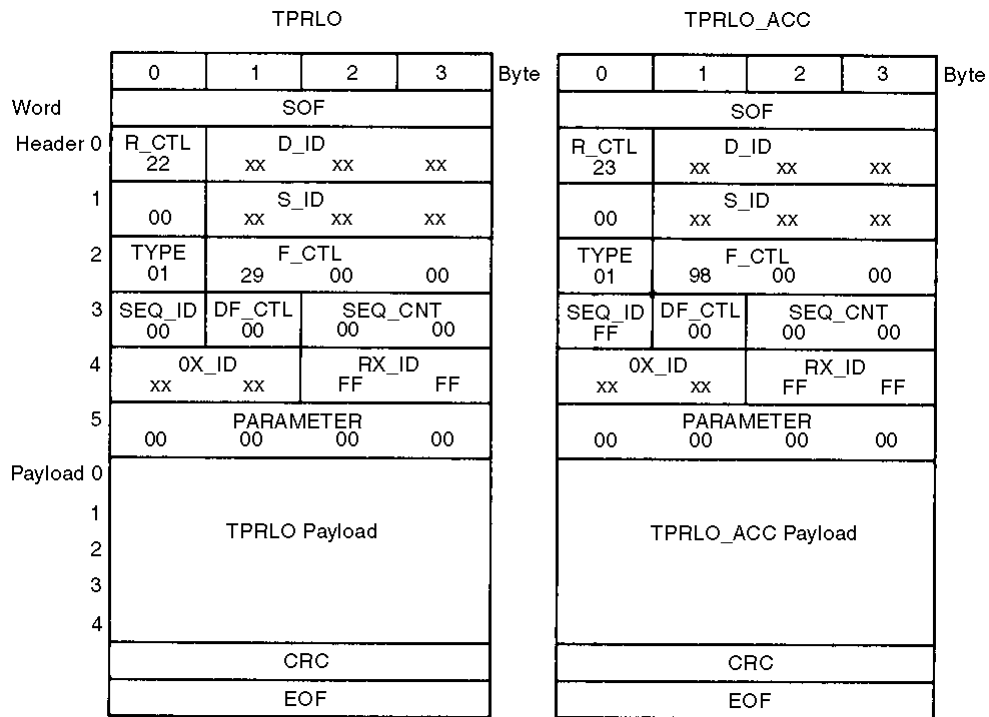 TPRLO TPRLO_ACC
0 1 2 3 Byte 0 1 2 3 Byte
Word SOF SOF
Header 0 R_CTL D_ID R_CTL D_ID
22 xx xx xx 23 xx xx xx
1 S_ID S_ID
00 xx xx xx 00 xx xx xx
2 TYPE F_CTL TYPE F_CTL
01 29 00 00 01 98 00 00
3 SEQ_ID DF_CTL SEQ_CNT SEQ_ID DF_CTL SEQ_CNT
00 00 00 00 FF 00 00 00
4 0X_ID RX_ID 0X_ID RX_ID
xx xx FF FF xx xx FF FF
5 PARAMETER PARAMETER
00 00 00 00 00 00 00 00
Payload 0
1
TPRLO Payload TPRLO_ACC Payload
2
3
4
CRC CRC
EOF EOF